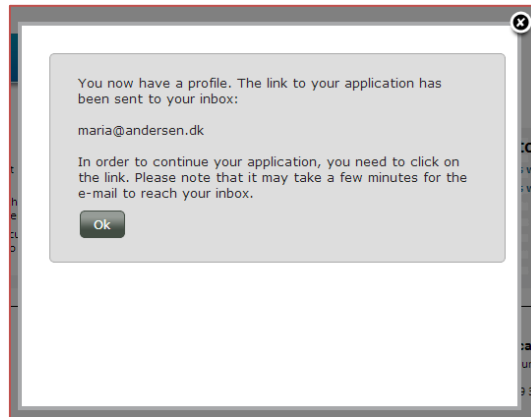 You now have a profile. The link to your application has
been sent to your inbox:
maria@andersen.dk
In order to continue your application, you need to click on
the link. Please note that it may take a few minutes for the
e-mail to reach your inbox.
Ok